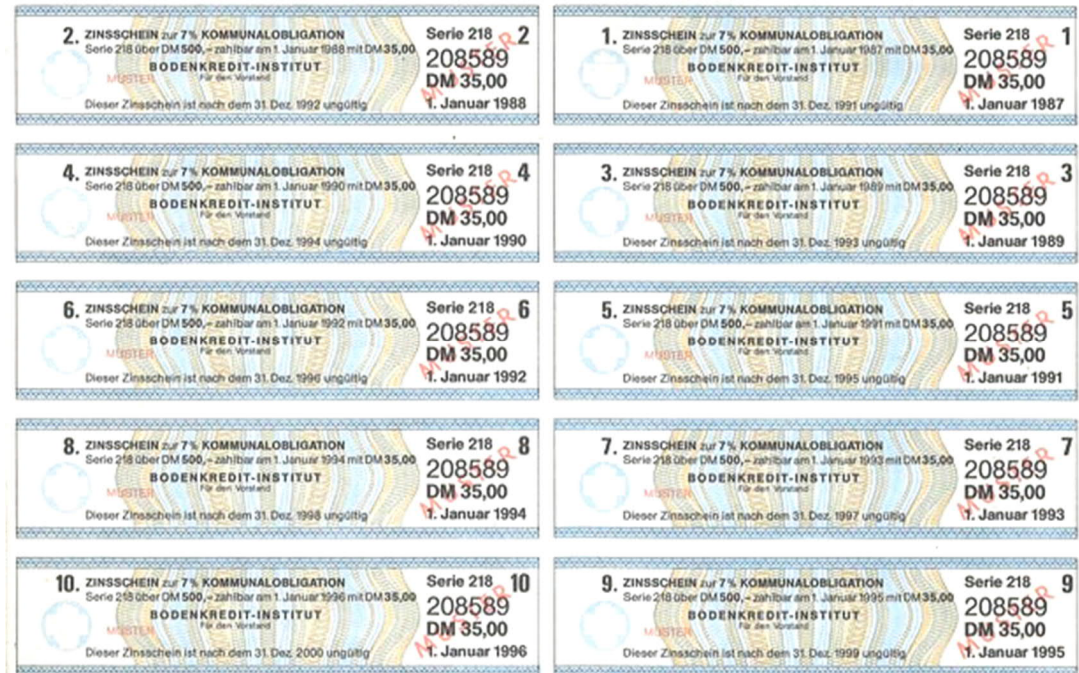 2. ZINSSCHEIN zur 7% KOMMUNALOBLIGATION Serie 218 2
Serie 218 über DM 500,– zahlbar am 1. Januar 1988 mit DM 35,00
208589
BODENKREDIT-INSTITUT
Für den Vorstand
DM 35,00
MUSTER
MUSTER
Dieser Zinsschein ist nach dem 31. Dez. 1992 ungültig 1. Januar 1988
1. ZINSSCHEIN zur 7% KOMMUNALOBLIGATION Serie 218 1
Serie 218 über DM 500,– zahlbar am 1. Januar 1987 mit DM 35,00
208589
BODENKREDIT-INSTITUT
Für den Vorstand
DM 35,00
MUSTER
MUSTER
Dieser Zinsschein ist nach dem 31. Dez. 1991 ungültig 1. Januar 1987
4. ZINSSCHEIN zur 7% KOMMUNALOBLIGATION Serie 218 4
Serie 218 über DM 500,– zahlbar am 1. Januar 1990 mit DM 35,00
208589
BODENKREDIT-INSTITUT
Für den Vorstand
DM 35,00
MUSTER
MUSTER
Dieser Zinsschein ist nach dem 31. Dez. 1994 ungültig 1. Januar 1990
3. ZINSSCHEIN zur 7% KOMMUNALOBLIGATION Serie 218 3
Serie 218 über DM 500,– zahlbar am 1. Januar 1989 mit DM 35,00
208589
BODENKREDIT-INSTITUT
Für den Vorstand
DM 35,00
MUSTER
MUSTER
Dieser Zinsschein ist nach dem 31. Dez. 1993 ungültig 1. Januar 1989
6. ZINSSCHEIN zur 7% KOMMUNALOBLIGATION Serie 218 6
Serie 218 über DM 500,– zahlbar am 1. Januar 1992 mit DM 35,00
208589
BODENKREDIT-INSTITUT
Für den Vorstand
DM 35,00
MUSTER
MUSTER
Dieser Zinsschein ist nach dem 31. Dez. 1996 ungültig 1. Januar 1992
5. ZINSSCHEIN zur 7% KOMMUNALOBLIGATION Serie 218 5
Serie 218 über DM 500,– zahlbar am 1. Januar 1991 mit DM 35,00
208589
BODENKREDIT-INSTITUT
Für den Vorstand
DM 35,00
MUSTER
MUSTER
Dieser Zinsschein ist nach dem 31. Dez. 1995 ungültig 1. Januar 1991
8. ZINSSCHEIN zur 7% KOMMUNALOBLIGATION Serie 218 8
Serie 218 über DM 500,– zahlbar am 1. Januar 1994 mit DM 35,00
208589
BODENKREDIT-INSTITUT
Für den Vorstand
DM 35,00
MUSTER
MUSTER
Dieser Zinsschein ist nach dem 31. Dez. 1998 ungültig 1. Januar 1994
7. ZINSSCHEIN zur 7% KOMMUNALOBLIGATION Serie 218 7
Serie 218 über DM 500,– zahlbar am 1. Januar 1993 mit DM 35,00
208589
BODENKREDIT-INSTITUT
Für den Vorstand
DM 35,00
MUSTER
MUSTER
Dieser Zinsschein ist nach dem 31. Dez. 1997 ungültig 1. Januar 1993
10. ZINSSCHEIN zur 7% KOMMUNALOBLIGATION Serie 218 10
Serie 218 über DM 500,– zahlbar am 1. Januar 1996 mit DM 35,00
208589
BODENKREDIT-INSTITUT
Für den Vorstand
DM 35,00
MUSTER
MUSTER
Dieser Zinsschein ist nach dem 31. Dez. 2000 ungültig 1. Januar 1996
9. ZINSSCHEIN zur 7% KOMMUNALOBLIGATION Serie 218 9
Serie 218 über DM 500,– zahlbar am 1. Januar 1995 mit DM 35,00
208589
BODENKREDIT-INSTITUT
Für den Vorstand
DM 35,00
MUSTER
MUSTER
Dieser Zinsschein ist nach dem 31. Dez. 1999 ungültig 1. Januar 1995